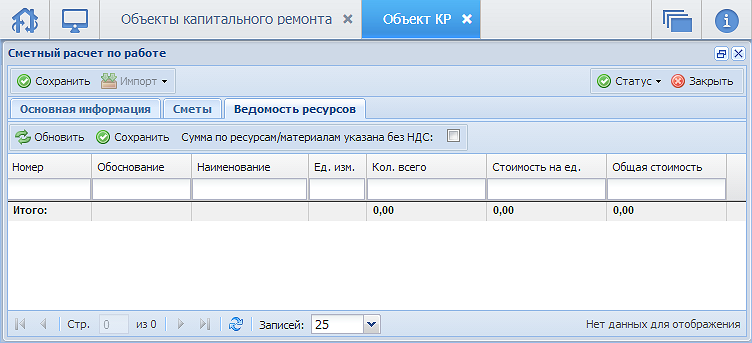 Объекты капитального ремонта Объект КР
Сметный расчет по работе
Сохранить Импорт Статус Закрыть
Основная информация Сметы Ведомость ресурсов
Обновить Сохранить Сумма по ресурсам/материалам указана без НДС:
Номер Обоснование Наименование Ед. изм. Кол. всего Стоимость на ед. Общая стоимость
Итого: 0,00 0,00 0,00
Стр. 0 из 0 Записей: 25 Нет данных для отображения